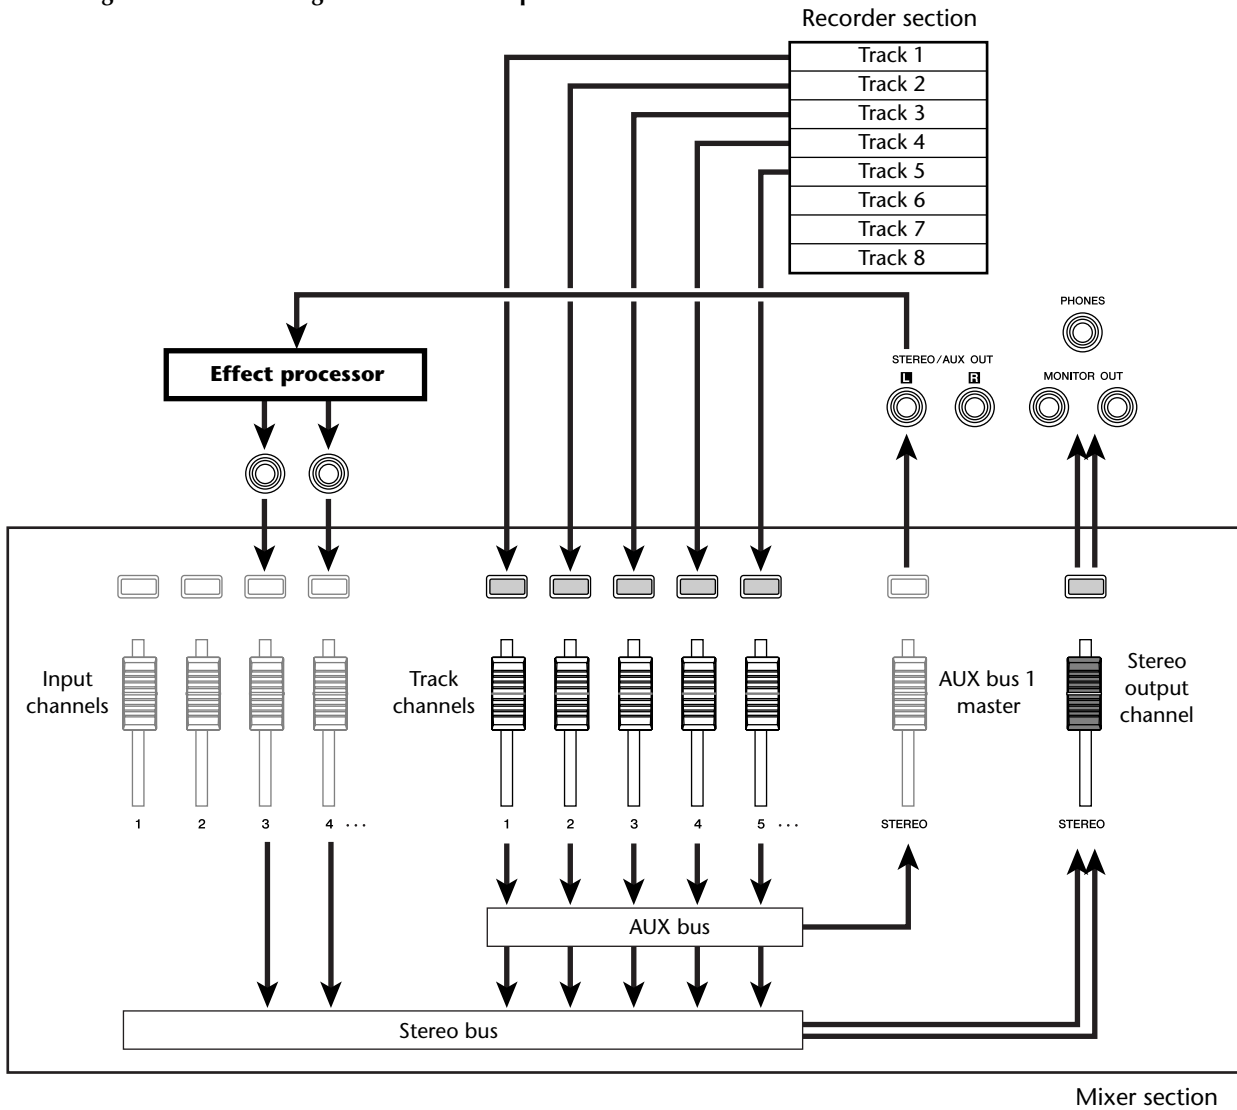 Recorder section
Track 1
Track 2
Track 3
Track 4
Track 5
Track 6
Track 7
Track 8
PHONES
STEREO/AUX OUT
L R
MONITOR OUT
Effect processor
Input channels
Track channels
AUX bus 1 master
Stereo output channel
1 2 3 4 ...
1 2 3 4 5 ...
STEREO
STEREO
AUX bus
Stereo bus
Mixer section